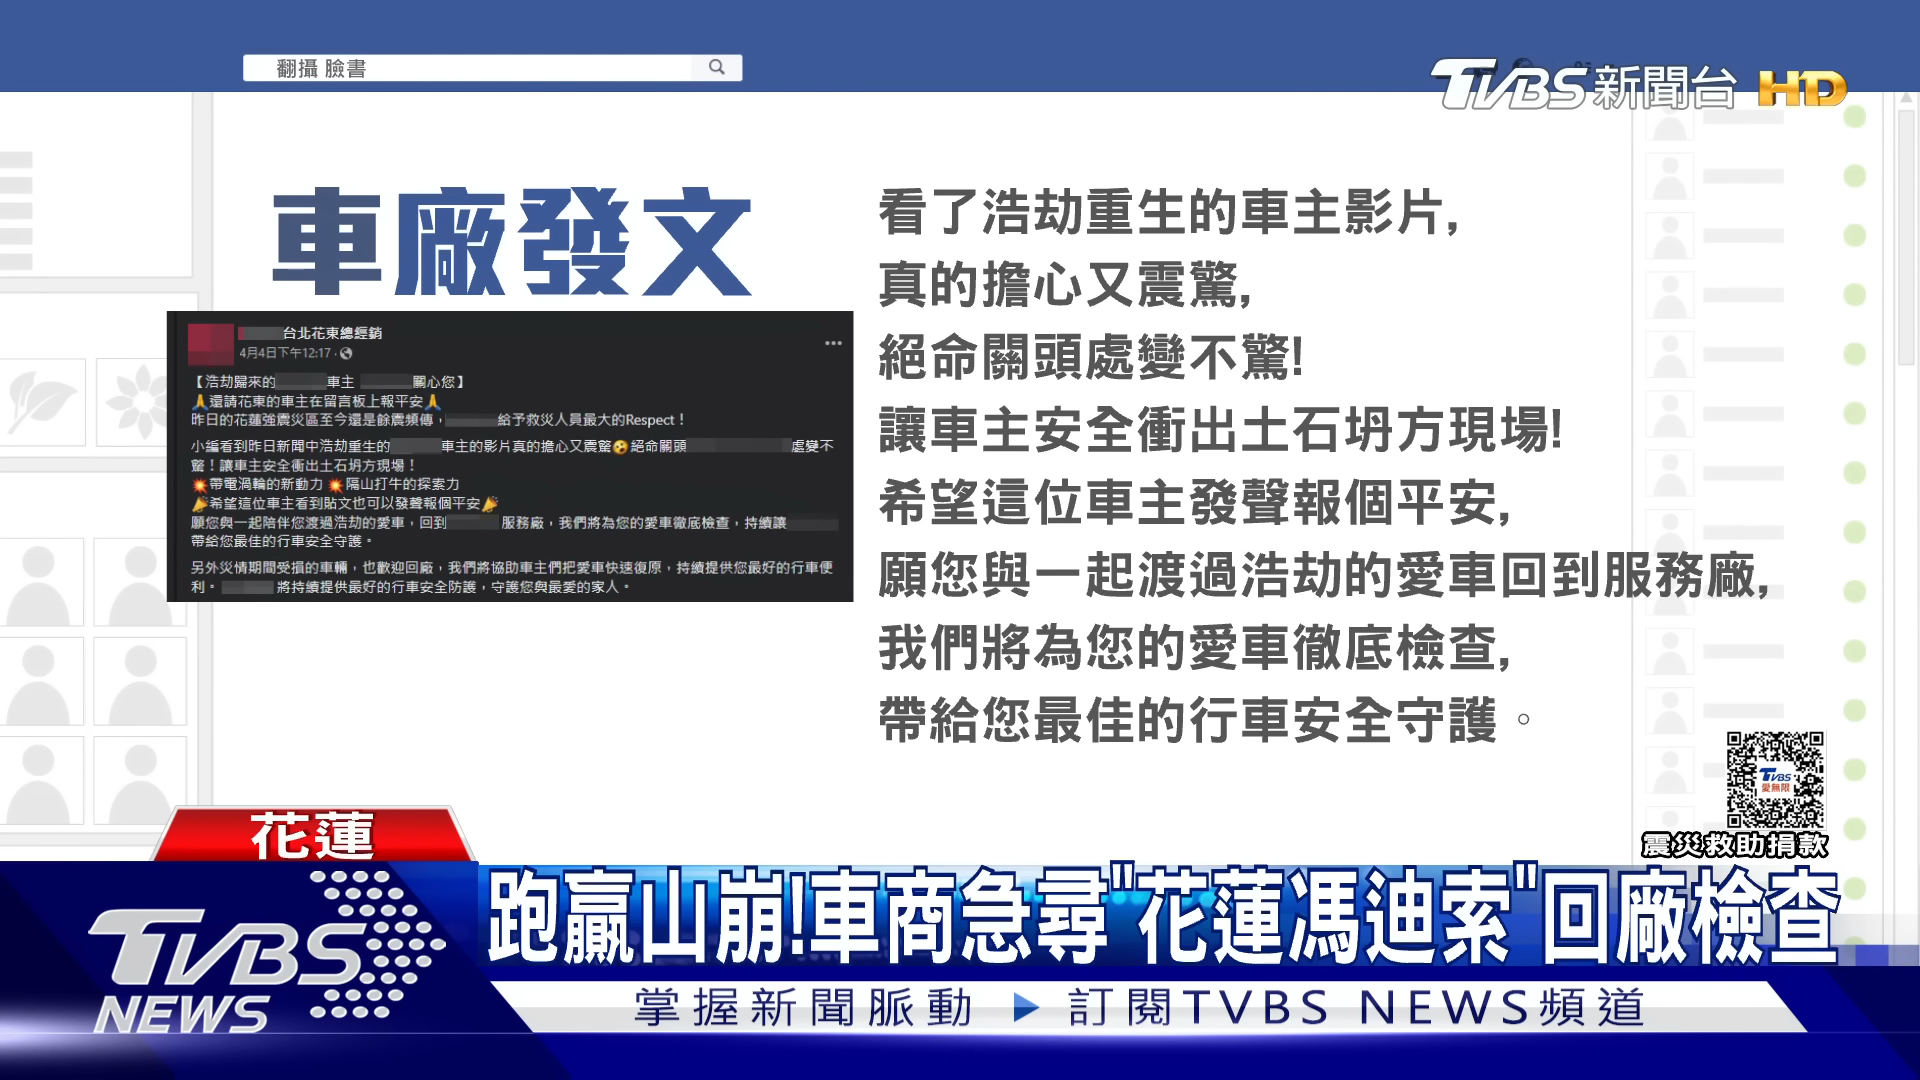 翻攝 臉書
TVBS新聞台 HD
車廠發文
台北花東總經銷
4月4日下午12:17 ·
【浩劫歸來的 車主 關心您】
🙏還請花東的車主在留言板上報平安🙏
昨日的花蓮強震災區至今還是餘震頻傳， 給予救災人員最大的Respect！
小編看到昨日新聞中浩劫重生的 車主的影片真的擔心又震驚🤣絕命關頭 處變不
驚！讓車主安全衝出土石坍方現場！
💥帶電渦輪的新動力 💥隔山打牛的探索力
🎉希望這位車主看到貼文也可以發聲報個平安🎉
願您與一起陪伴您渡過浩劫的愛車，回到 服務廠，我們將為您的愛車徹底檢查，持續讓
帶給您最佳的行車安全守護。
另外災情期間受損的車輛，也歡迎回廠，我們將協助車主們把愛車快速復原，持續提供您最好的行車便
利。 將持續提供最好的行車安全防護，守護您與最愛的家人。
看了浩劫重生的車主影片,
真的擔心又震驚,
絕命關頭處變不驚!
讓車主安全衝出土石坍方現場!
希望這位車主發聲報個平安,
願您與一起渡過浩劫的愛車回到服務廠,
我們將為您的愛車徹底檢查,
帶給您最佳的行車安全守護。
TVBS
愛無限
震災救助捐款
花蓮
跑贏山崩!車商急尋"花蓮馮迪索"回廠檢查
TVBS
NEWS
掌握新聞脈動 ▶ 訂閱TVBS NEWS頻道